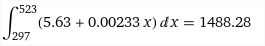 ∫_{297}^{523} (5.63 + 0.00233 x) dx = 1488.28